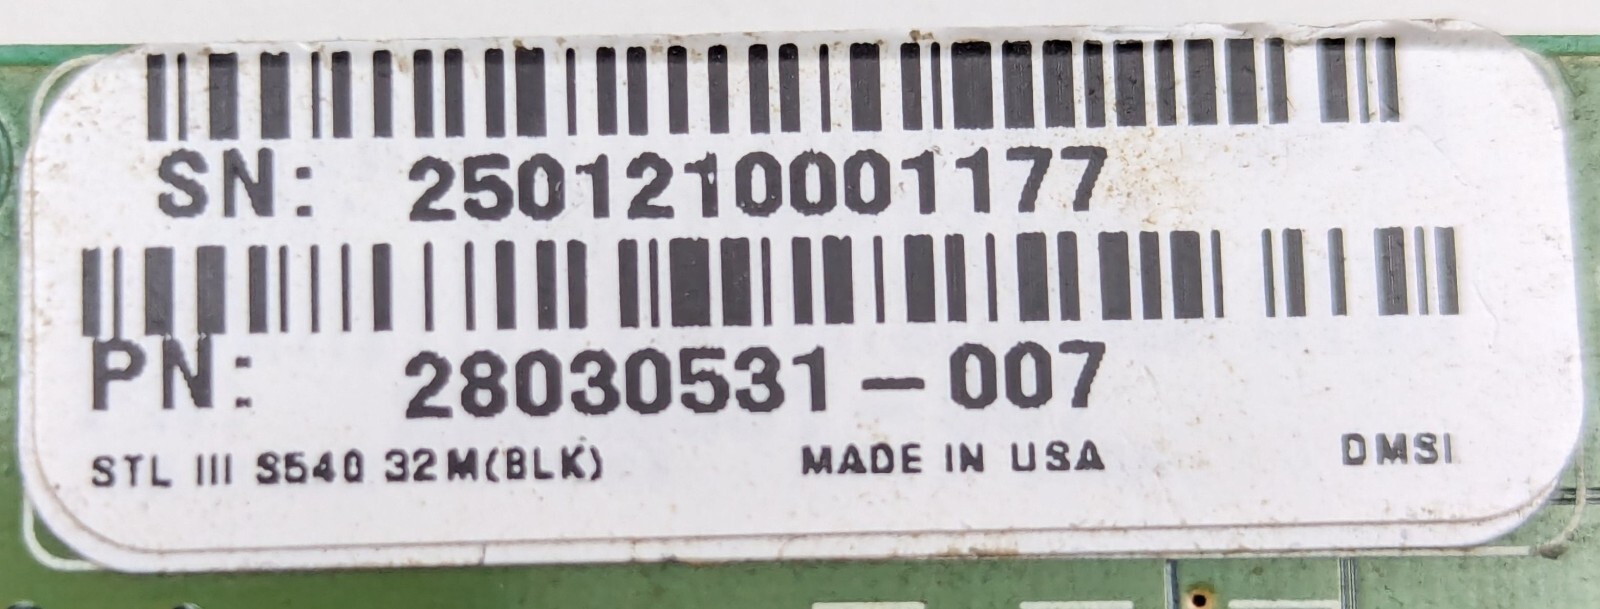 SN: 2501210001177
PN: 28030531-007
STL III S540 32M(BLK) MADE IN USA DMSI